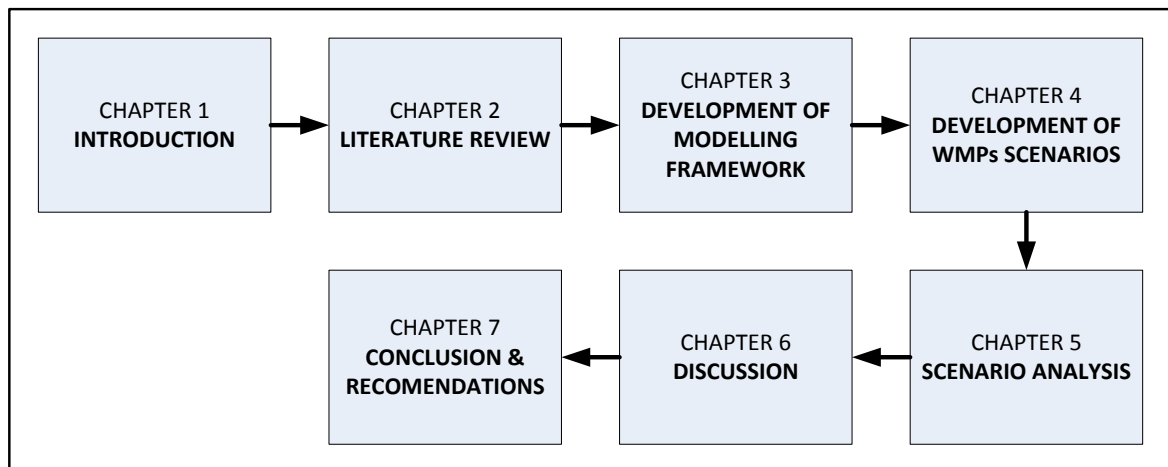 CHAPTER 1
INTRODUCTION
CHAPTER 2
LITERATURE REVIEW
CHAPTER 3
DEVELOPMENT OF
MODELLING
FRAMEWORK
CHAPTER 4
DEVELOPMENT OF
WMPs SCENARIOS
CHAPTER 5
SCENARIO ANALYSIS
CHAPTER 6
DISCUSSION
CHAPTER 7
CONCLUSION &
RECOMENDATIONS